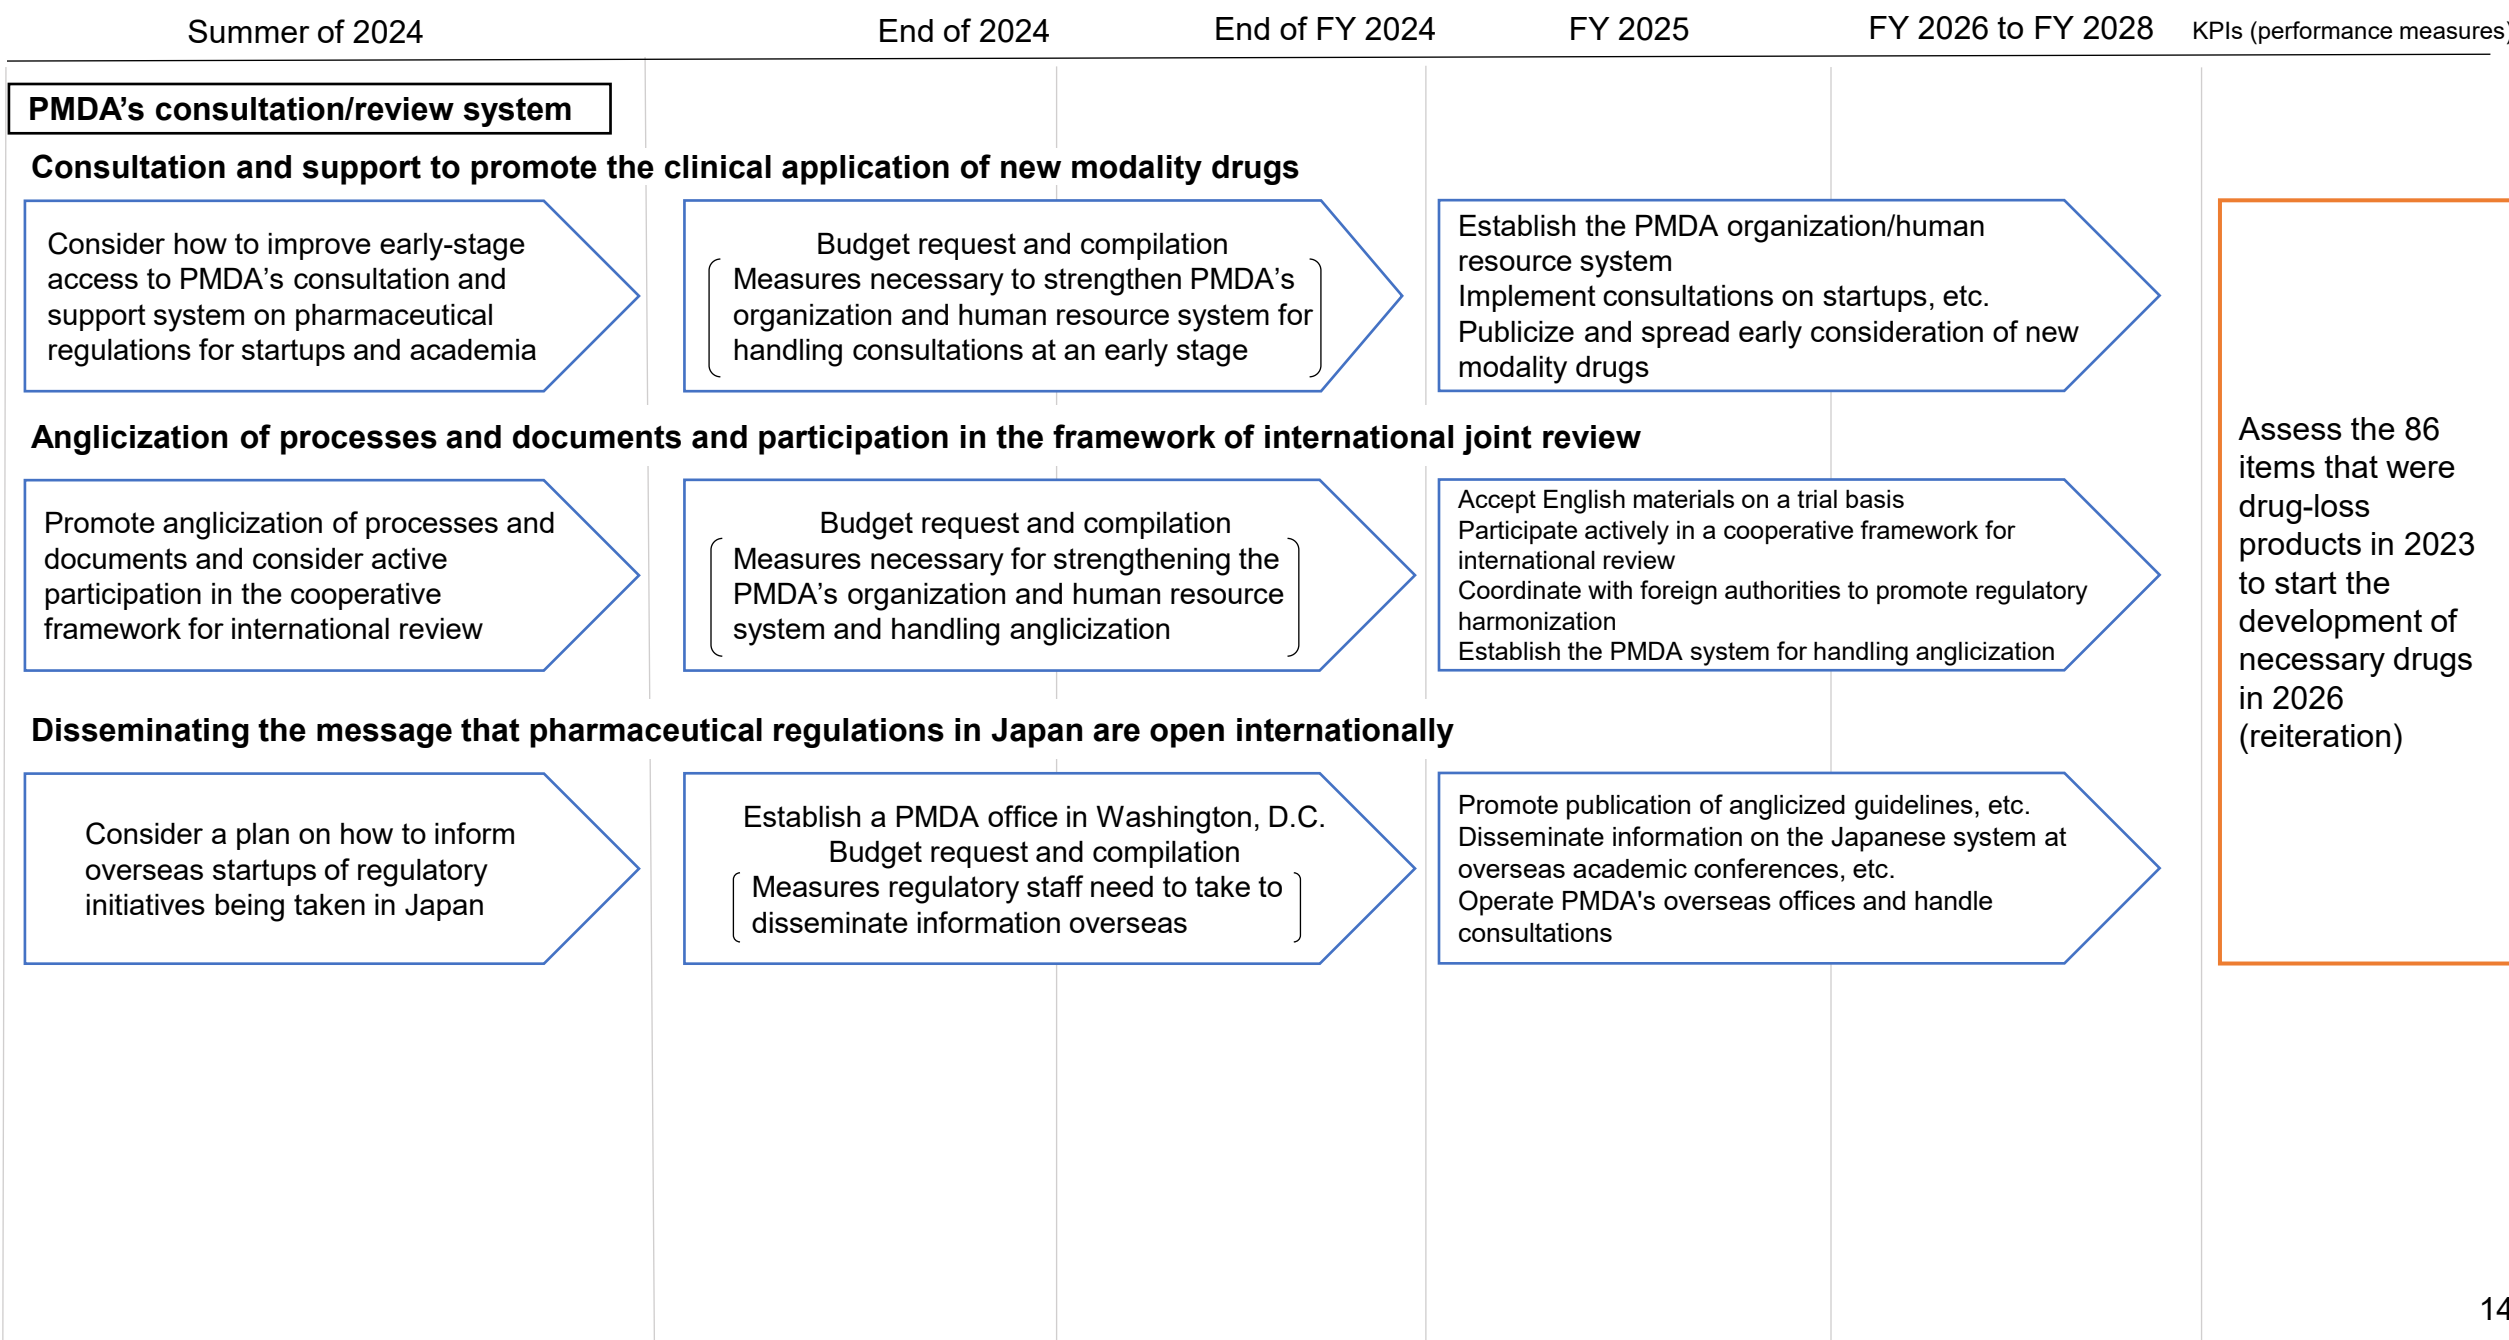 Summer of 2024
End of 2024
End of FY 2024
FY 2025
FY 2026 to FY 2028
KPIs (performance measures)
PMDA’s consultation/review system
Consultation and support to promote the clinical application of new modality drugs
Consider how to improve early-stage
access to PMDA’s consultation and
support system on pharmaceutical
regulations for startups and academia
Budget request and compilation
Measures necessary to strengthen PMDA’s
organization and human resource system for
handling consultations at an early stage
Establish the PMDA organization/human
resource system
Implement consultations on startups, etc.
Publicize and spread early consideration of new
modality drugs
Anglicization of processes and documents and participation in the framework of international joint review
Promote anglicization of processes and
documents and consider active
participation in the cooperative
framework for international review
Budget request and compilation
Measures necessary for strengthening the
PMDA’s organization and human resource
system and handling anglicization
Accept English materials on a trial basis
Participate actively in a cooperative framework for
international review
Coordinate with foreign authorities to promote regulatory
harmonization
Establish the PMDA system for handling anglicization
Disseminating the message that pharmaceutical regulations in Japan are open internationally
Consider a plan on how to inform
overseas startups of regulatory
initiatives being taken in Japan
Establish a PMDA office in Washington, D.C.
Budget request and compilation
Measures regulatory staff need to take to
disseminate information overseas
Promote publication of anglicized guidelines, etc.
Disseminate information on the Japanese system at
overseas academic conferences, etc.
Operate PMDA's overseas offices and handle
consultations
Assess the 86
items that were
drug-loss
products in 2023
to start the
development of
necessary drugs
in 2026
(reiteration)
14